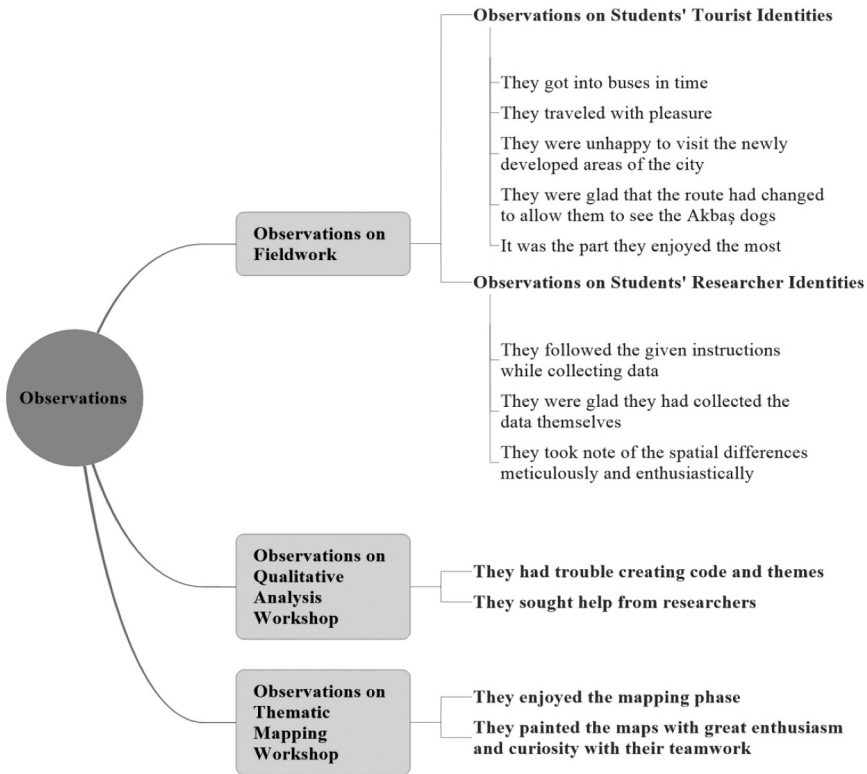 Observations
Observations on
Fieldwork
Observations on Students' Tourist Identities
They got into buses in time
They traveled with pleasure
They were unhappy to visit the newly
developed areas of the city
They were glad that the route had changed
to allow them to see the Akbaş dogs
It was the part they enjoyed the most
Observations on Students' Researcher Identities
They followed the given instructions
while collecting data
They were glad they had collected the
data themselves
They took note of the spatial differences
meticulously and enthusiastically
Observations on
Qualitative
Analysis
Workshop
They had trouble creating code and themes
They sought help from researchers
Observations on
Thematic
Mapping
Workshop
They enjoyed the mapping phase
They painted the maps with great enthusiasm
and curiosity with their teamwork